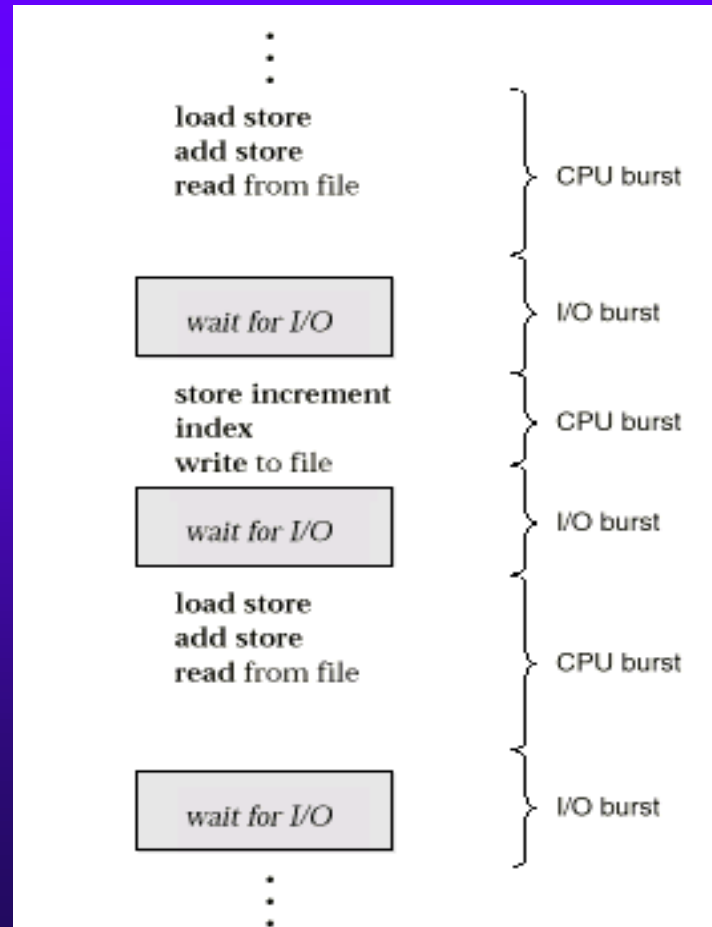 load store
add store
read from file
CPU burst
wait for I/O
I/O burst
store increment
index
write to file
CPU burst
wait for I/O
I/O burst
load store
add store
read from file
CPU burst
wait for I/O
I/O burst